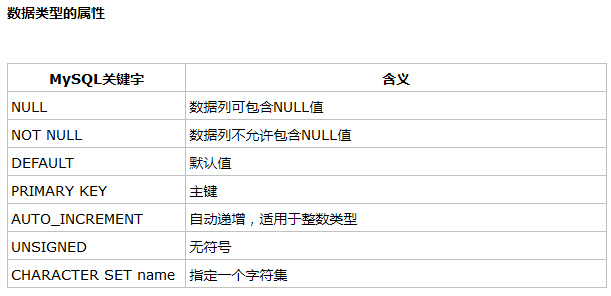 数据类型的属性
MySQL关键字 含义
NULL 数据列可包含NULL值
NOT NULL 数据列不允许包含NULL值
DEFAULT 默认值
PRIMARY KEY 主键
AUTO_INCREMENT 自动递增，适用于整数类型
UNSIGNED 无符号
CHARACTER SET name 指定一个字符集